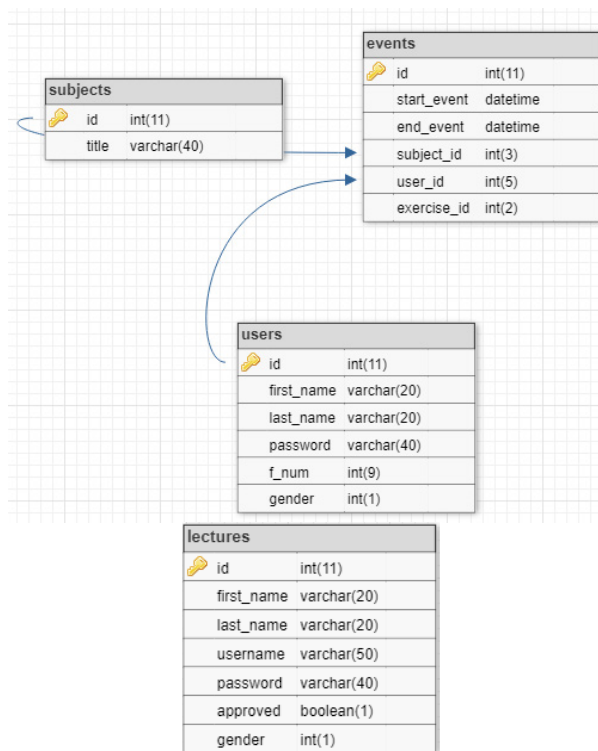 events
id int(11)
start_event datetime
end_event datetime
subject_id int(3)
user_id int(5)
exercise_id int(2)
subjects
id int(11)
title varchar(40)
users
id int(11)
first_name varchar(20)
last_name varchar(20)
password varchar(40)
f_num int(9)
gender int(1)
lectures
id int(11)
first_name varchar(20)
last_name varchar(20)
username varchar(50)
password varchar(40)
approved boolean(1)
gender int(1)